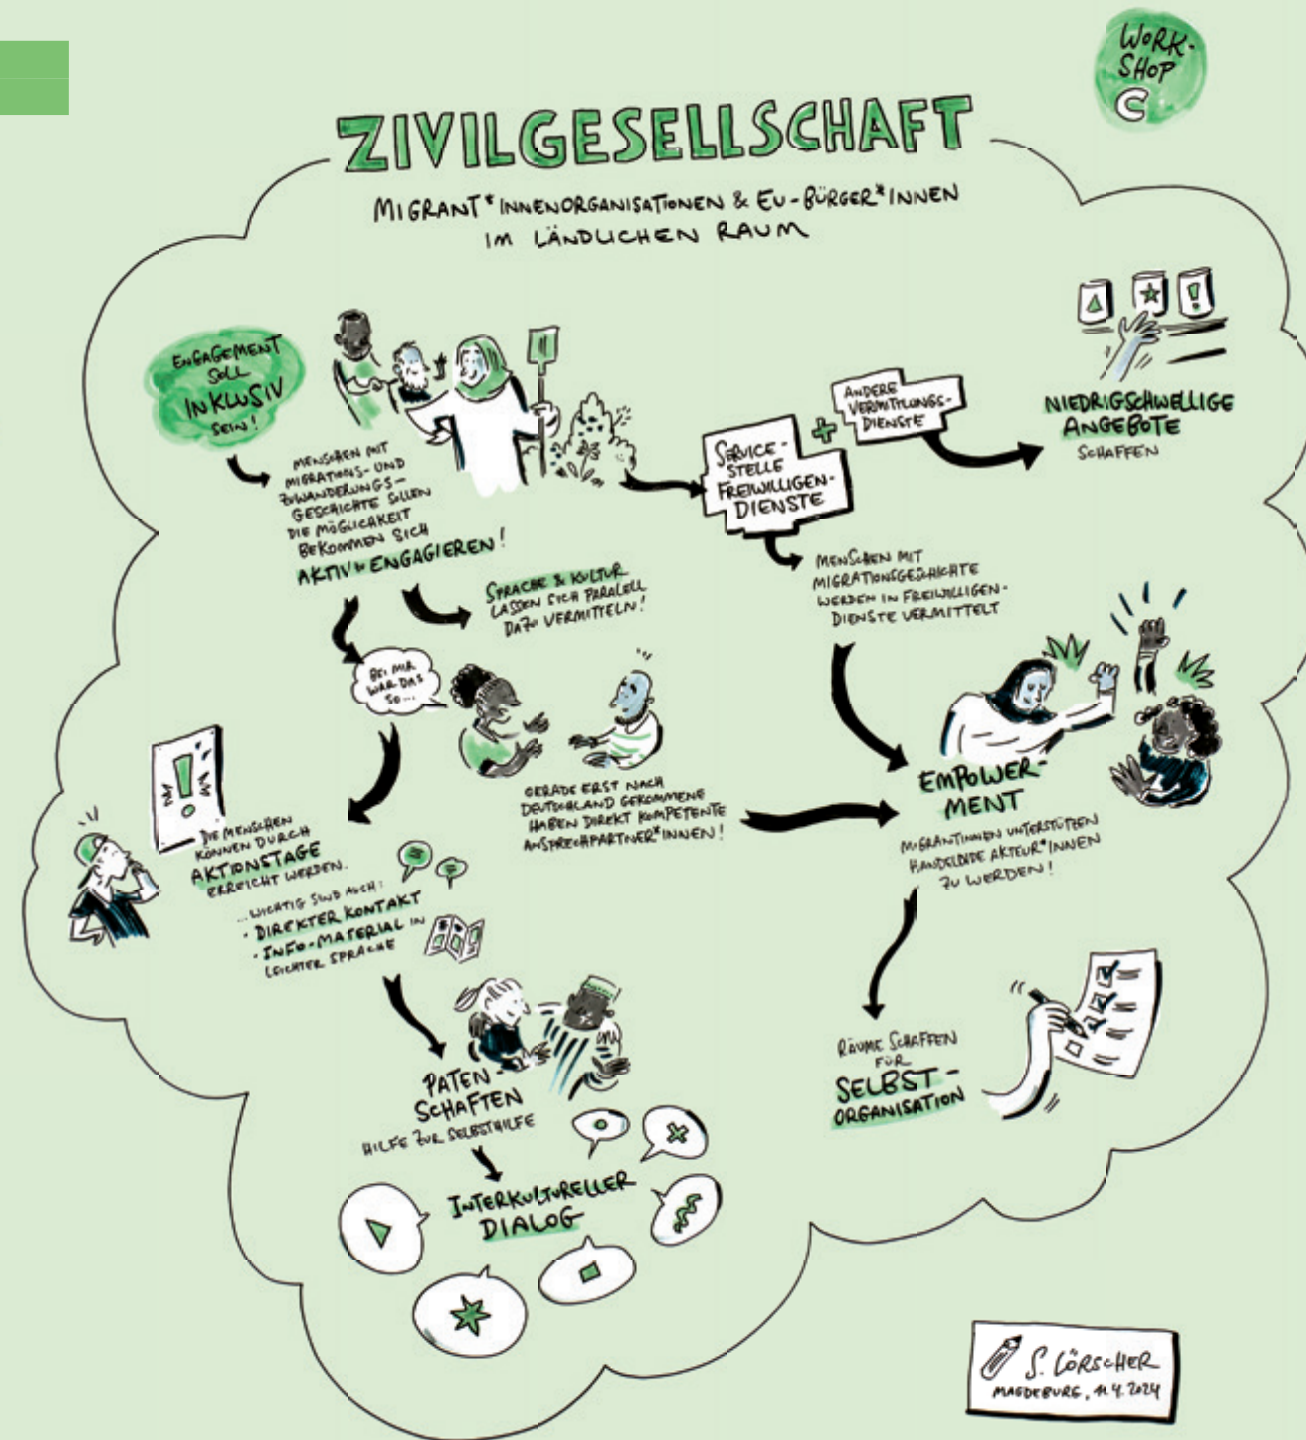 WORK-
SHOP
C
ZIVILGESELLSCHAFT
MIGRANT*INNENORGANISATIONEN & EU-BÜRGER*INNEN
IM LÄNDLICHEN RAUM
ENGAGEMENT
SOLL
INKLUSIV
SEIN!
MENSCHEN MIT
MIGRATIONS- UND
ZUWANDERUNGS-
GESCHICHTE SOLLEN
DIE MÖGLICHKEIT
BEKOMMEN SICH
AKTIV ZU ENGAGIEREN!
SERVICE-
STELLE
FREIWILLIGEN-
DIENSTE
+
ANDERE
VERMITTLUNGS-
DIENSTE
NIEDRIGSCHWELLIGE
ANGEBOTE
SCHAFFEN
SPRACHE & KULTUR
LASSEN SICH PARALELL
DAZU VERMITTELN!
MENSCHEN MIT
MIGRATIONSGESCHICHTE
WERDEN IN FREIWILLIGEN-
DIENSTE VERMITTELT
BEI MIR
WAR DAS
SO...
GERADE ERST NACH
DEUTSCHLAND GEKOMMENE
HABEN DIREKT KOMPETENTE
ANSPRECHPARTNER*INNEN!
EMPOWER-
MENT
MIGRANTINNEN UNTERSTÜTZEN
HANDELNDE AKTEUR*INNEN
ZU WERDEN!
DIE MENSCHEN
KÖNNEN DURCH
AKTIONSTAGE
ERREICHT WERDEN.
...WICHTIG SIND AUCH:
· DIREKTER KONTAKT
· INFO-MATERIAL IN
LEICHTER SPRACHE
PATEN-
SCHAFTEN
HILFE ZUR SELBSTHILFE
INTERKULTURELLER
DIALOG
RÄUME SCHAFFEN
FÜR
SELBST-
ORGANISATION
S. LÖRSCHER
MAGDEBURG, 11.4.2024